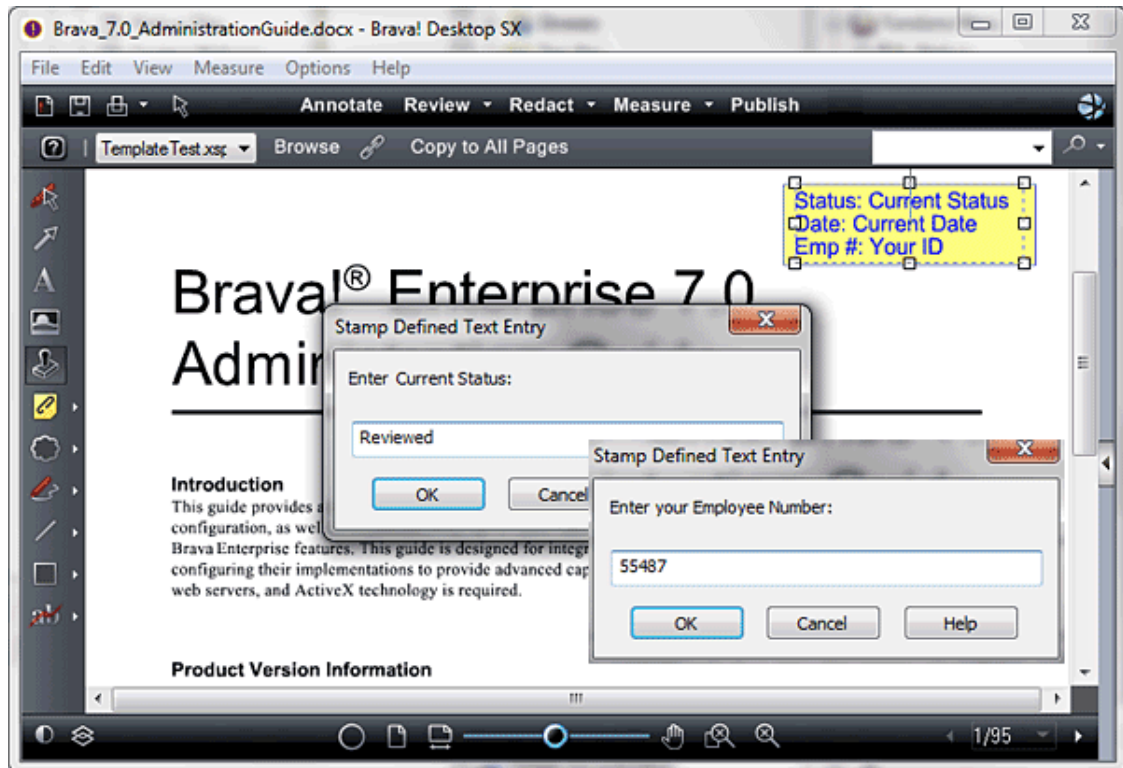 Brava_7.0_AdministrationGuide.docx - Brava! Desktop SX
File Edit View Measure Options Help
Annotate Review Redact Measure Publish
TemplateTest.xsp Browse Copy to All Pages
Status: Current Status
Date: Current Date
Emp #: Your ID
Brava!® Enterprise 7.0
Stamp Defined Text Entry
Enter Current Status:
Reviewed
OK Cancel
Stamp Defined Text Entry
Enter your Employee Number:
55487
OK Cancel Help
Introduction
This guide provides
configuration, as
Brava Enterprise features. This guide is designed for
configuring their implementations to provide advanced
web servers, and ActiveX technology is required.
Product Version Information
1/95